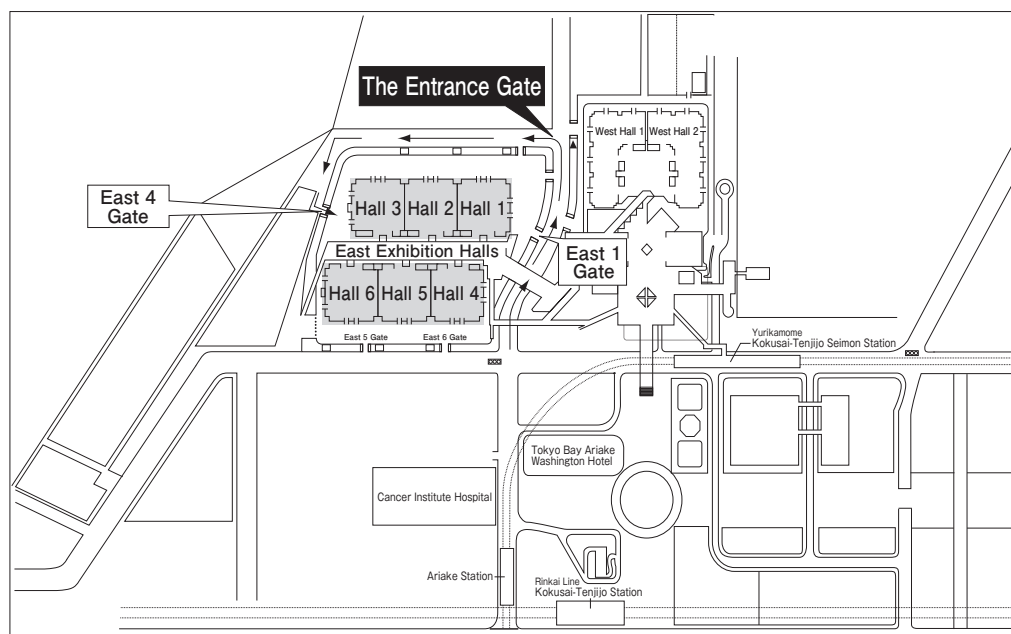 The Entrance Gate
West Hall 1
West Hall 2
East 4
Gate
Hall 3
Hall 2
Hall 1
East Exhibition Halls
East 1
Gate
Hall 6
Hall 5
Hall 4
East 5 Gate
East 6 Gate
Yurikamome
Kokusai-Tenjijo Seimon Station
Tokyo Bay Ariake
Washington Hotel
Cancer Institute Hospital
Ariake Station
Rinkai Line
Kokusai-Tenjijo Station